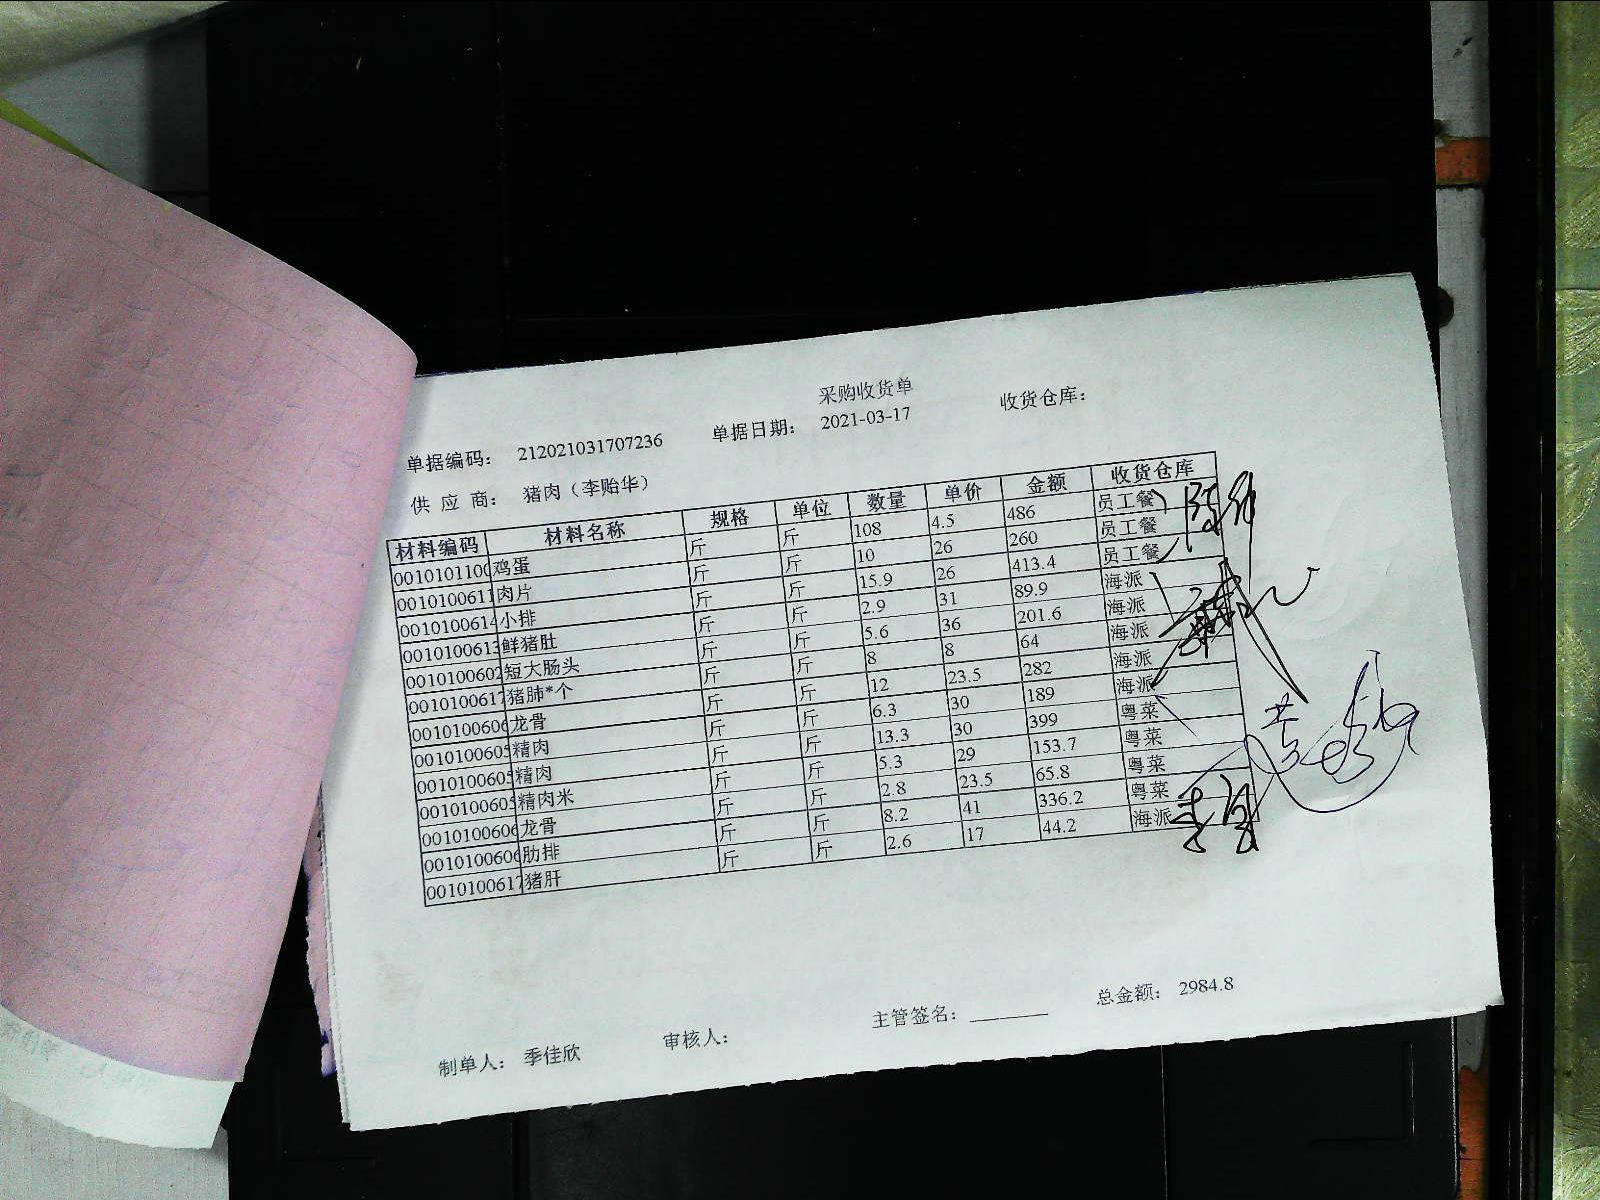 采购收货单
单据编码： 212021031707236 单据日期： 2021-03-17 收货仓库：
供 应 商： 猪肉（李贻华）
材料编码 材料名称 规格 单位 数量 单价 金额 收货仓库
0010101100 鸡蛋 斤 斤 108 4.5 486 员工餐
0010100611 肉片 斤 斤 10 26 260 员工餐
0010100614 小排 斤 斤 15.9 26 413.4 员工餐
0010100613 鲜猪肚 斤 斤 2.9 31 89.9 海派
0010100602 短大肠头 斤 斤 5.6 36 201.6 海派
0010100617 猪肺*个 斤 斤 8 8 64 海派
0010100606 龙骨 斤 斤 12 23.5 282 海派
0010100605 精肉 斤 斤 6.3 30 189 海派
0010100605 精肉 斤 斤 13.3 30 399 粤菜
0010100605 精肉米 斤 斤 5.3 29 153.7 粤菜
0010100606 龙骨 斤 斤 2.8 23.5 65.8 粤菜
0010100606 肋排 斤 斤 8.2 41 336.2 粤菜
0010100617 猪肝 斤 斤 2.6 17 44.2 海派
总金额： 2984.8
制单人： 季佳欣 审核人： 主管签名：